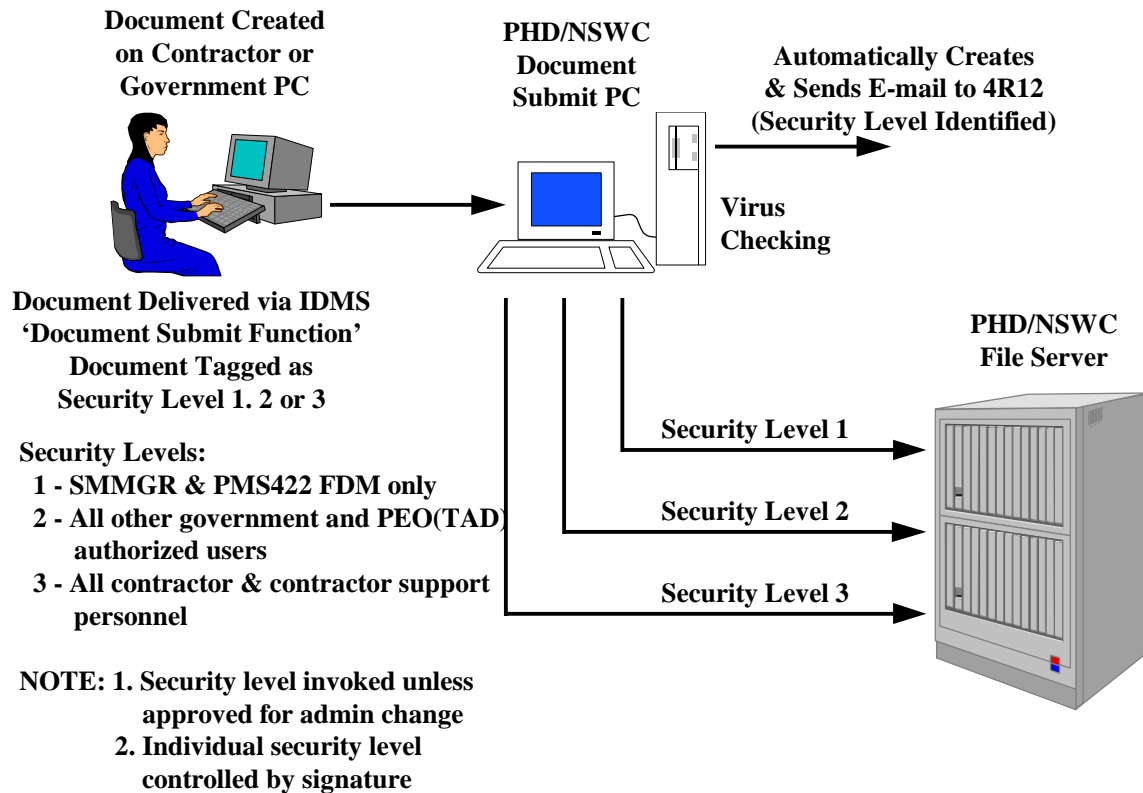 Document Created
on Contractor or
Government PC
PHD/NSWC
Document
Submit PC
Automatically Creates
& Sends E-mail to 4R12
(Security Level Identified)
Virus
Checking
Document Delivered via IDMS
‘Document Submit Function’
Document Tagged as
Security Level 1. 2 or 3
PHD/NSWC
File Server
Security Levels:
1 - SMMGR & PMS422 FDM only
2 - All other government and PEO(TAD)
authorized users
3 - All contractor & contractor support
personnel
Security Level 1
Security Level 2
Security Level 3
NOTE: 1. Security level invoked unless
approved for admin change
2. Individual security level
controlled by signature